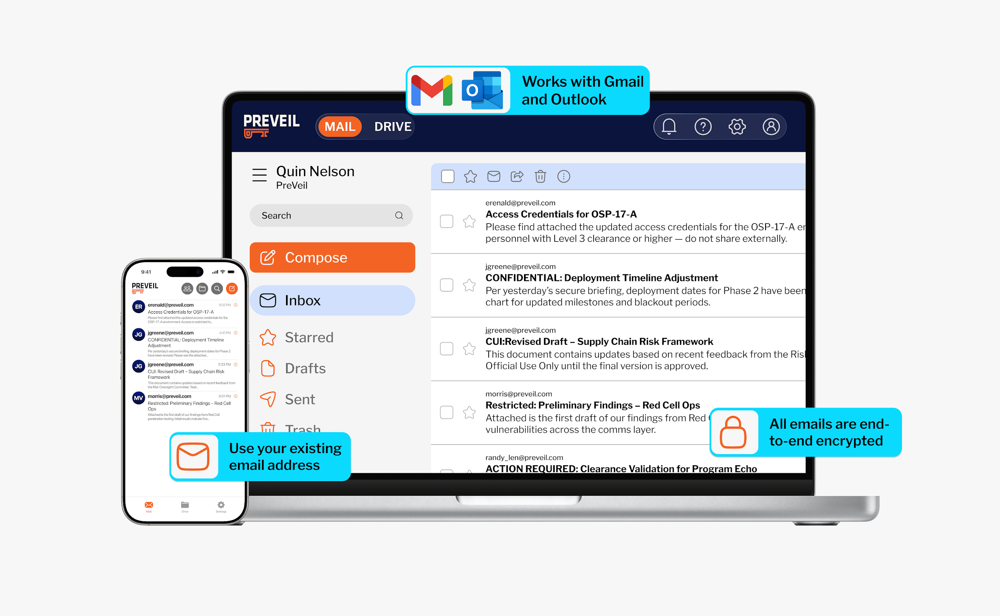 Works with Gmail
and Outlook
O
PREVEIL
MAIL
DRIVE
?
Quin Nelson
PreVeil
Search
Compose
Inbox
Starred
Drafts
Sent
Trash
erenald@preveil.com
Access Credentials for OSP-17-A
Please find attached the updated access credentials for the OSP-17-A er
personnel with Level 3 clearance or higher — do not share externally.
jgreene@preveil.com
CONFIDENTIAL: Deployment Timeline Adjustment
Per yesterday’s secure briefing, deployment dates for Phase 2 have been
chart for updated milestones and blackout periods.
jgreene@preveil.com
CUI:Revised Draft – Supply Chain Risk Framework
This document contains updates based on recent feedback from the Risk
Official Use Only until the final version is approved.
morris@preveil.com
Restricted: Preliminary Findings – Red Cell Ops
Attached is the first draft of our findings from Red
vulnerabilities across the comms layer.
randy_len@preveil.com
ACTION REQUIRED: Clearance Validation for Program Echo
All emails are end-
to-end encrypted
9:41
PREVEIL
ER
erenald@preveil.com
5:02 PM
Access Credentials for OSP-17-A
Please find attached the updated access credentials for the
OSP-17-A environment. Access is restricted to...
JG
jgreene@preveil.com
4:41 PM
CONFIDENTIAL: Deployment Timeline
Adjustment
Per yesterday's secure briefing, deployment dates for Phase 2
have been revised. Please see the attached...
JG
jgreene@preveil.com
3:33 PM
CUI: Revised Draft – Supply Chain Risk
Framework
This document contains updates based on recent feedback from
the Risk Oversight Committee. Treat...
MV
morris@preveil.com
3:01 PM
Restricted: Preliminary Findings – Red Cell
Ops
Attached is the first draft of our findings from Red Cell
penetration testing. Initial results indicate five...
Use your existing
email address
Mail
Drive
Settings